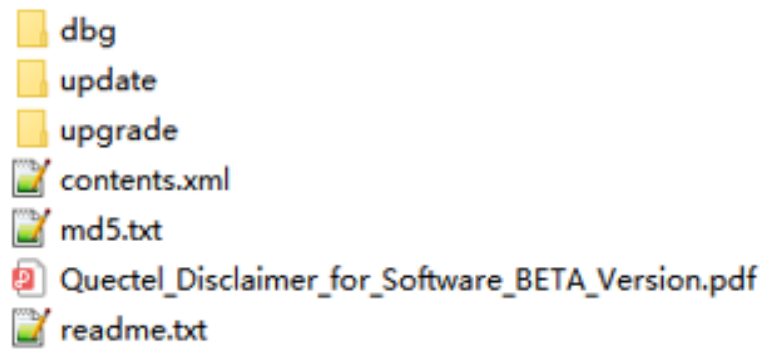 dbg
update
upgrade
contents.xml
md5.txt
Quectel_Disclaimer_for_Software_BETA_Version.pdf
readme.txt